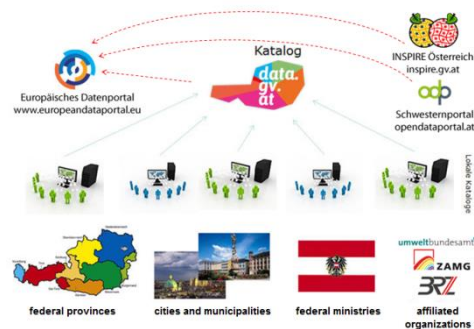 Katalog
data.
gv.
at
Europäisches Datenportal
www.europeandataportal.eu
INSPIRE Österreich
inspire.gv.at
odp
Schwesternportal
opendataportal.at
Lokale Kataloge
umweltbundesamt
ZAMG
BRZ
federal provinces
cities and municipalities
federal ministries
affiliated
organizations